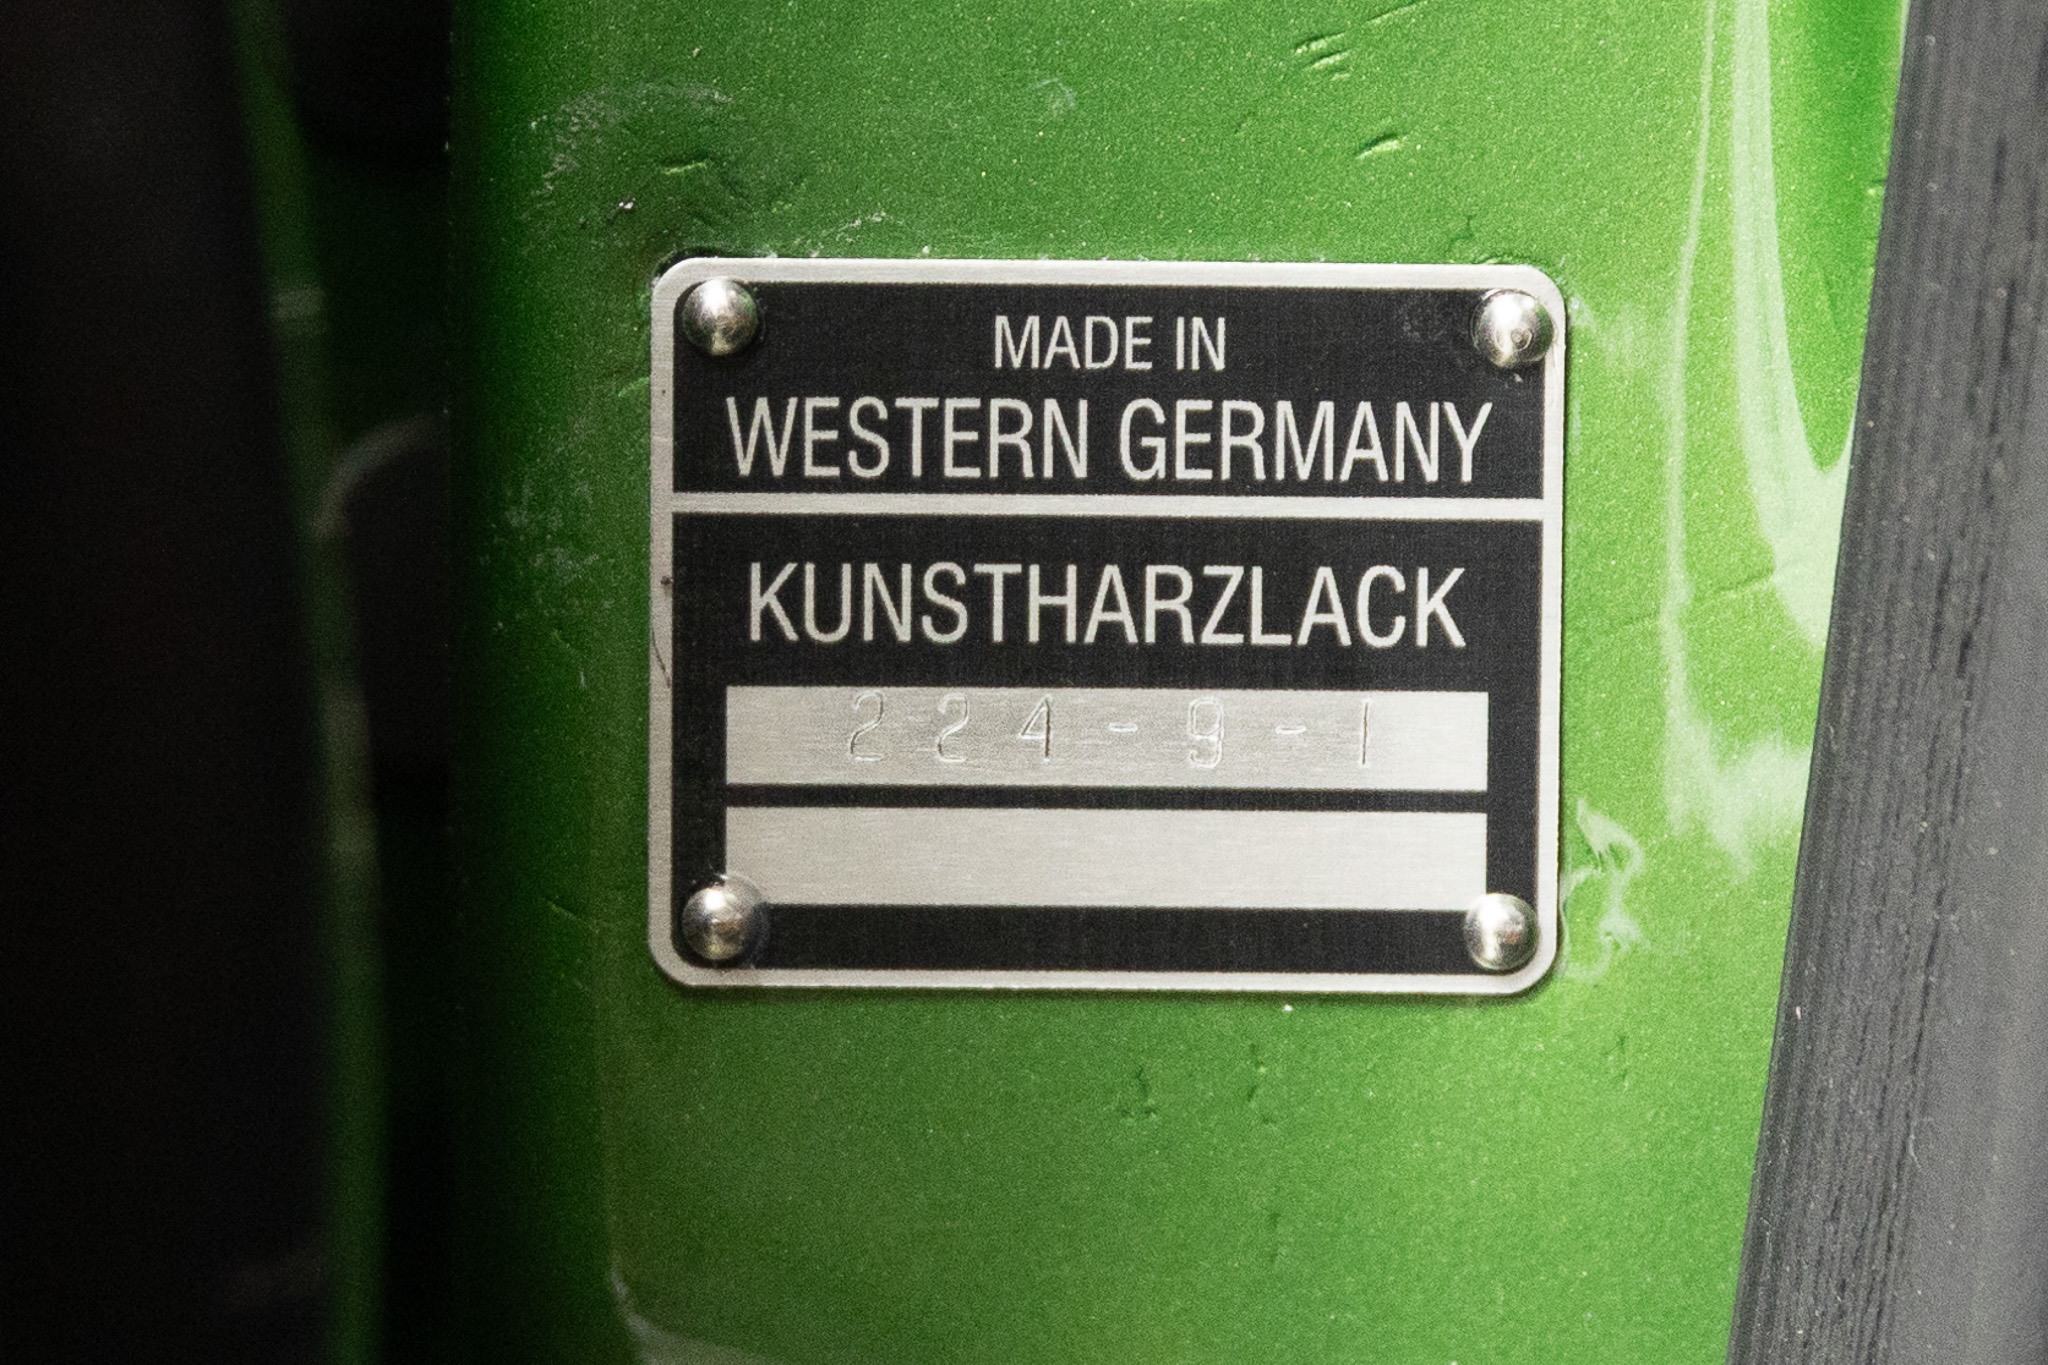 MADE IN
WESTERN GERMANY
KUNSTHARZLACK
224-9-1